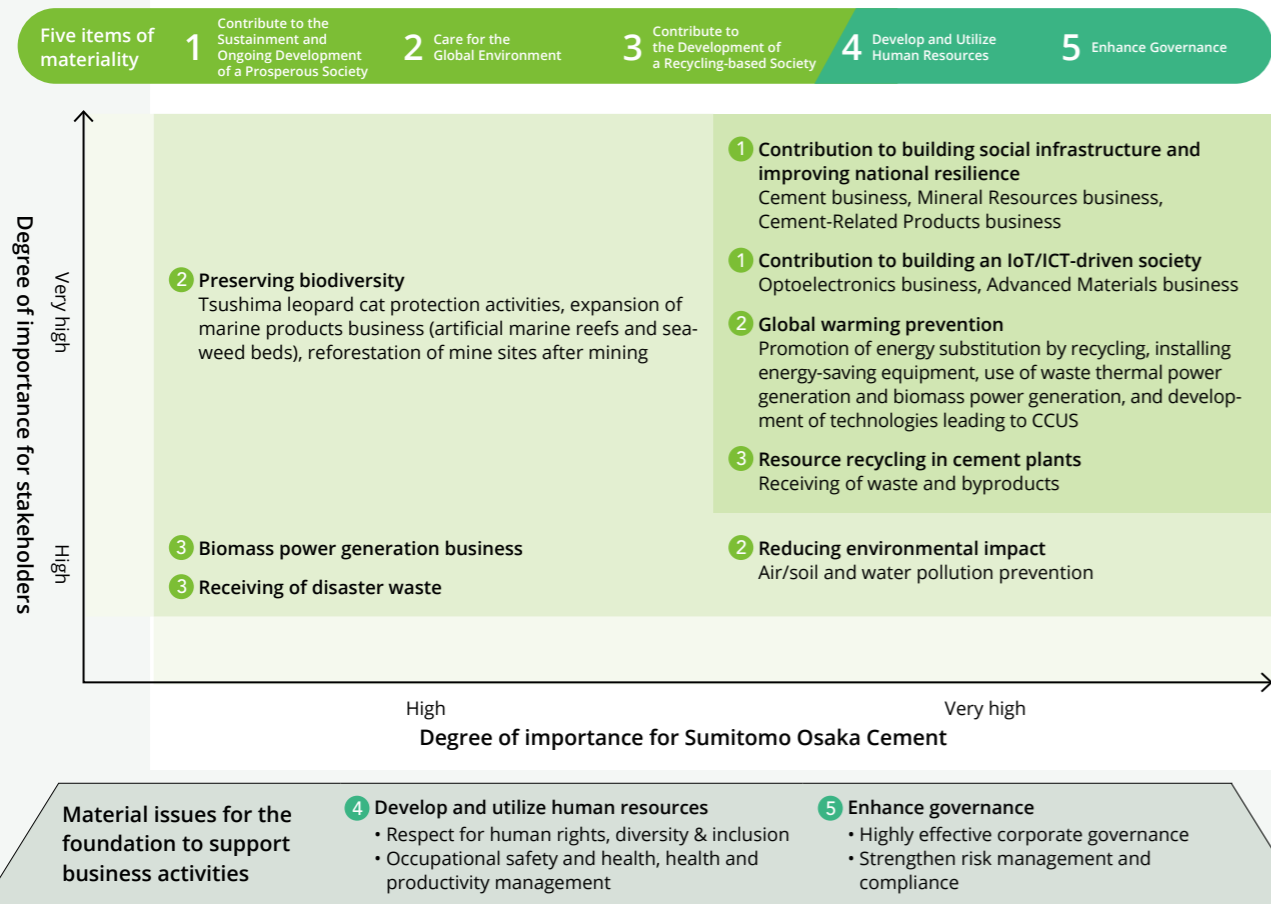 Five items of
materiality
1
Contribute to the
Sustainment and
Ongoing Development
of a Prosperous Society
2
Care for the
Global Environment
3
Contribute to
the Development of
a Recycling-based Society
4
Develop and Utilize
Human Resources
5
Enhance Governance
Degree of importance for stakeholders
Very high
High
2 Preserving biodiversity
Tsushima leopard cat protection activities, expansion of
marine products business (artificial marine reefs and sea-
weed beds), reforestation of mine sites after mining
1 Contribution to building social infrastructure and
improving national resilience
Cement business, Mineral Resources business,
Cement-Related Products business
1 Contribution to building an IoT/ICT-driven society
Optoelectronics business, Advanced Materials business
2 Global warming prevention
Promotion of energy substitution by recycling, installing
energy-saving equipment, use of waste thermal power
generation and biomass power generation, and develop-
ment of technologies leading to CCUS
3 Resource recycling in cement plants
Receiving of waste and byproducts
3 Biomass power generation business
3 Receiving of disaster waste
2 Reducing environmental impact
Air/soil and water pollution prevention
High
Very high
Degree of importance for Sumitomo Osaka Cement
Material issues for the
foundation to support
business activities
4 Develop and utilize human resources
• Respect for human rights, diversity & inclusion
• Occupational safety and health, health and
productivity management
5 Enhance governance
• Highly effective corporate governance
• Strengthen risk management and
compliance